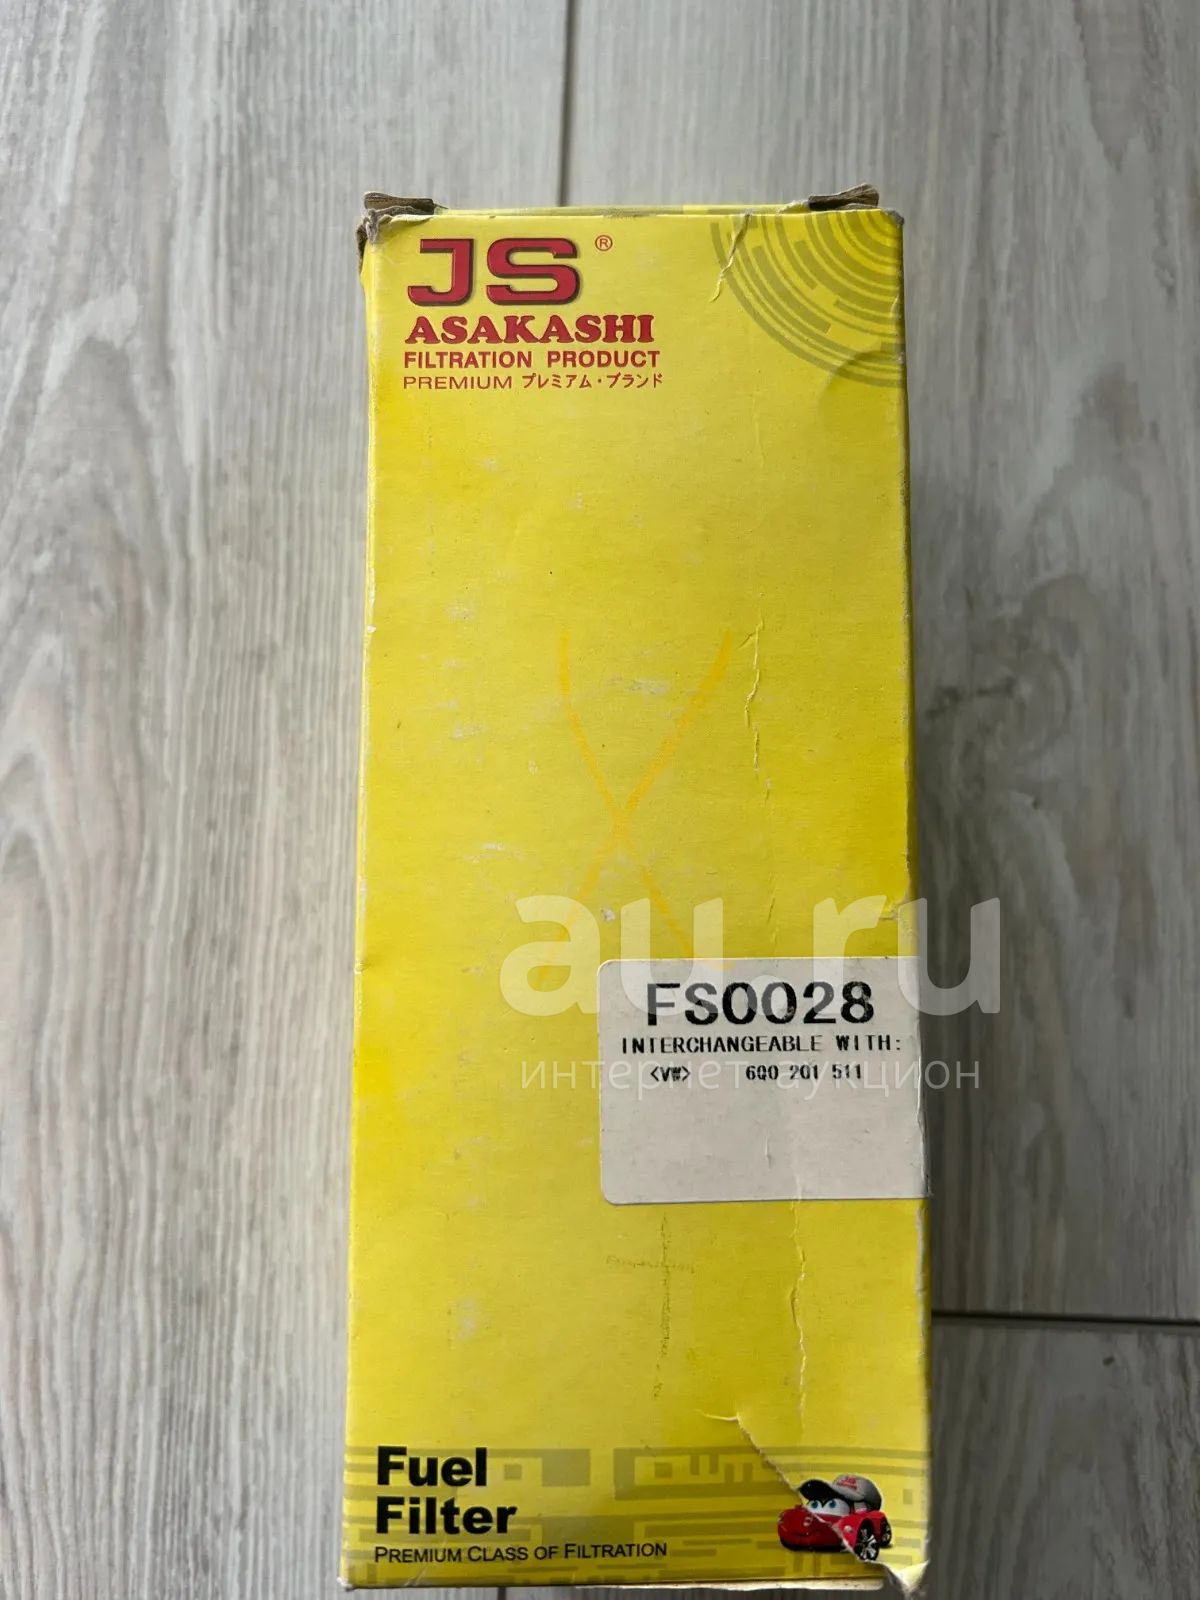 JS®
ASAKASHI
FILTRATION PRODUCT
PREMIUM プレミアム・ブランド
au.ru
интернет-аукцион
FS0028
INTERCHANGEABLE WITH:
<VW> 6Q0 201 511
Fuel
Filter
PREMIUM CLASS OF FILTRATION